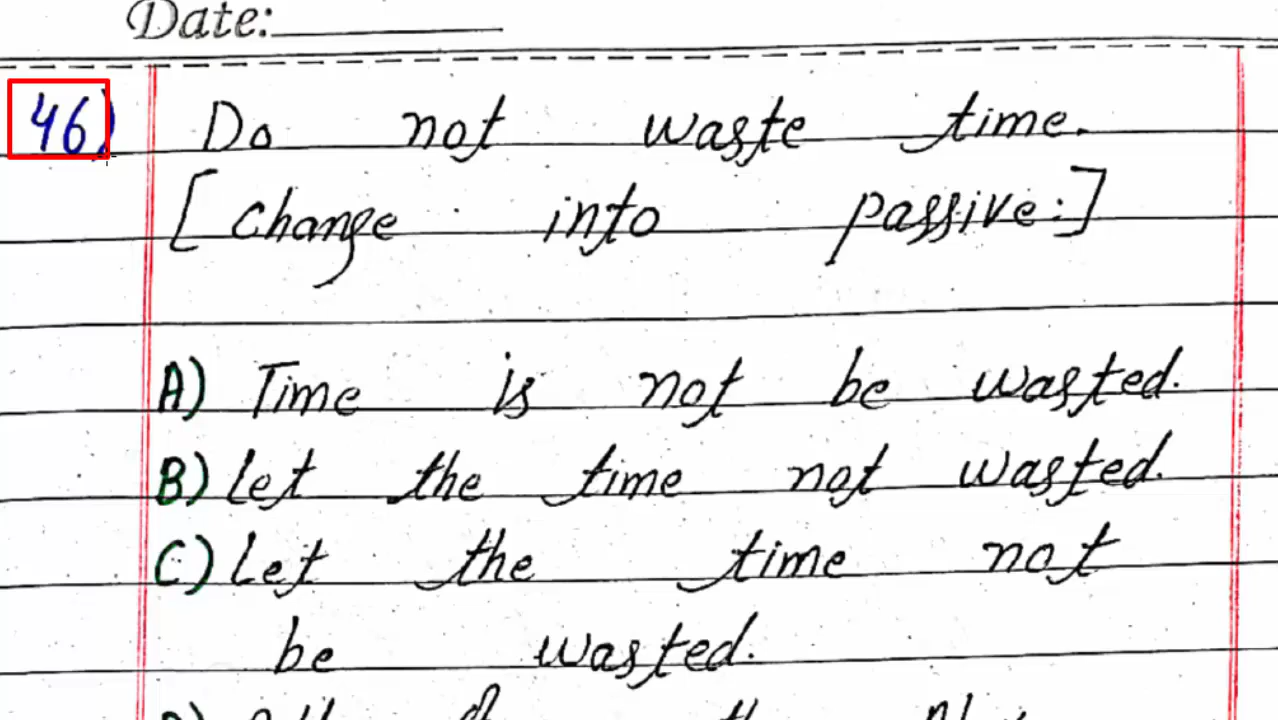 Date:
46) Do not waste time.
[Change into passive:]
A) Time is not be wasted.
B) Let the time not wasted.
C) Let the time not
be wasted.